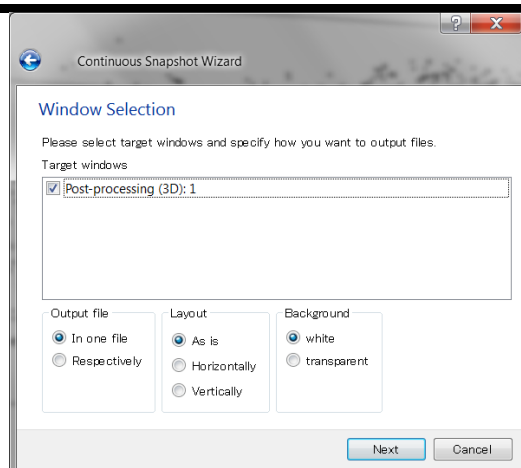 Continuous Snapshot Wizard
Window Selection
Please select target windows and specify how you want to output files.
Target windows
Post-processing (3D): 1
Output file
In one file
Respectively
Layout
As is
Horizontally
Vertically
Background
white
transparent
Next
Cancel